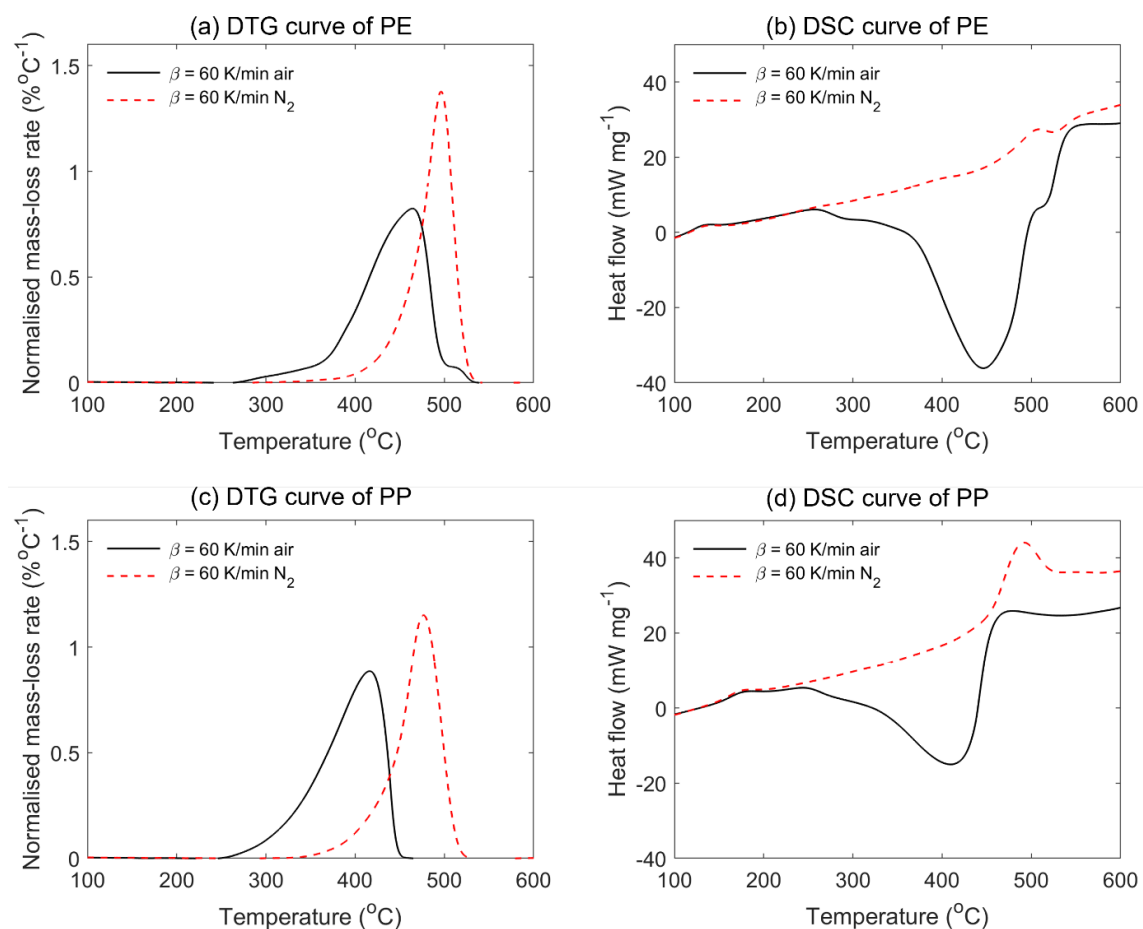 (a) DTG curve of PE
β = 60 K/min air
β = 60 K/min N2
Normalised mass-loss rate (%°C-1)
1.5
1
0.5
0
100 200 300 400 500 600
Temperature (°C)
(b) DSC curve of PE
β = 60 K/min air
β = 60 K/min N2
Heat flow (mW mg-1)
40
20
0
-20
-40
100 200 300 400 500 600
Temperature (°C)
(c) DTG curve of PP
β = 60 K/min air
β = 60 K/min N2
Normalised mass-loss rate (%°C-1)
1.5
1
0.5
0
100 200 300 400 500 600
Temperature (°C)
(d) DSC curve of PP
β = 60 K/min air
β = 60 K/min N2
Heat flow (mW mg-1)
40
20
0
-20
-40
100 200 300 400 500 600
Temperature (°C)